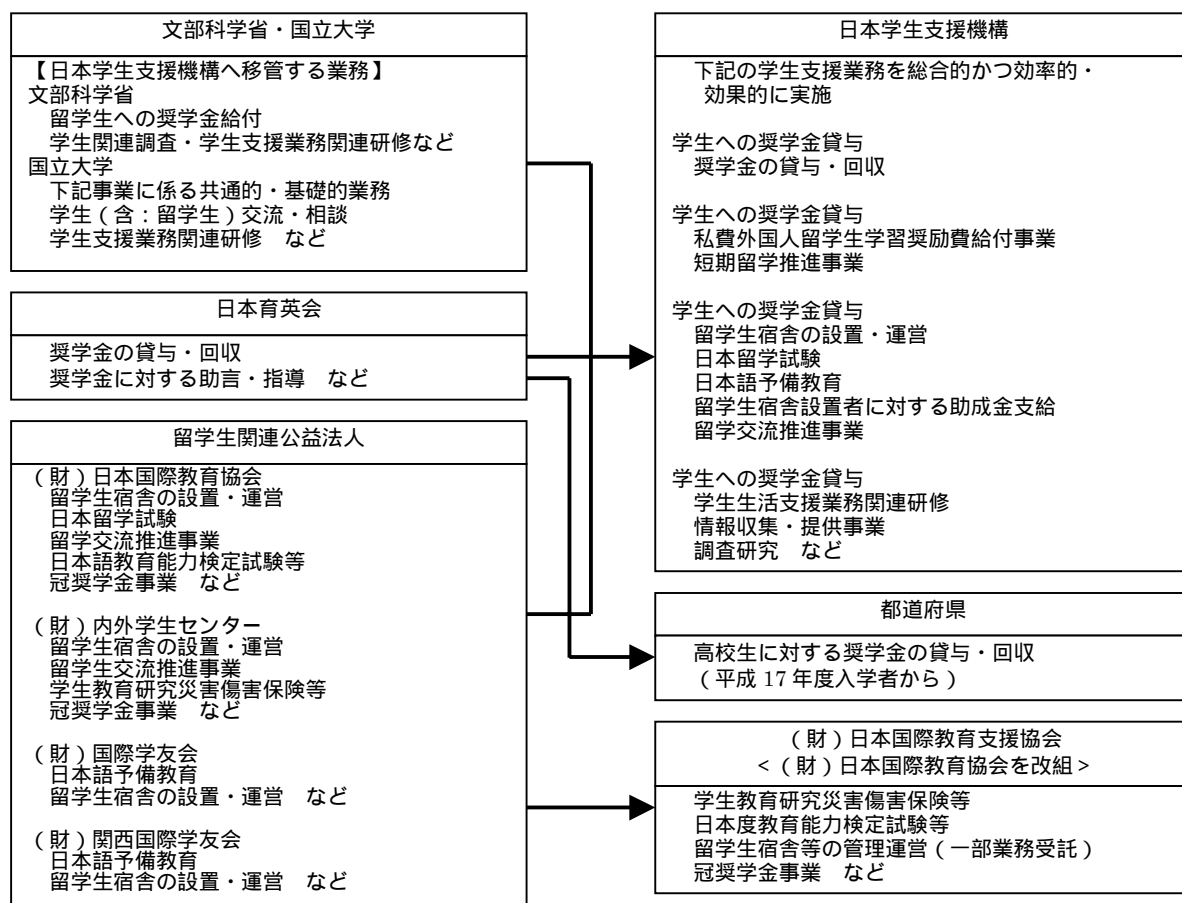 文部科学省・国立大学
【日本学生支援機構へ移管する業務】
文部科学省
留学生への奨学金給付
学生関連調査・学生支援業務関連研修など
国立大学
下記事業に係る共通的・基礎的業務
学生（含：留学生）交流・相談
学生支援業務関連研修　など
日本育英会
奨学金の貸与・回収
奨学金に対する助言・指導　など
留学生関連公益法人
（財）日本国際教育協会
留学生宿舎の設置・運営
日本留学試験
留学交流推進事業
日本語教育能力検定試験等
冠奨学金事業　など
（財）内外学生センター
留学生宿舎の設置・運営
留学生交流推進事業
学生教育研究災害傷害保険等
冠奨学金事業　など
（財）国際学友会
日本語予備教育
留学生宿舎の設置・運営　など
（財）関西国際学友会
日本語予備教育
留学生宿舎の設置・運営　など
日本学生支援機構
下記の学生支援業務を総合的かつ効率的・
効果的に実施
学生への奨学金貸与
奨学金の貸与・回収
学生への奨学金貸与
私費外国人留学生学習奨励費給付事業
短期留学推進事業
学生への奨学金貸与
留学生宿舎の設置・運営
日本留学試験
日本語予備教育
留学生宿舎設置者に対する助成金支給
留学交流推進事業
学生への奨学金貸与
学生生活支援業務関連研修
情報収集・提供事業
調査研究　など
都道府県
高校生に対する奨学金の貸与・回収
（平成 17 年度入学者から）
（財）日本国際教育支援協会
<（財）日本国際教育協会を改組>
学生教育研究災害傷害保険等
日本度教育能力検定試験等
留学生宿舎等の管理運営（一部業務受託）
冠奨学金事業　など